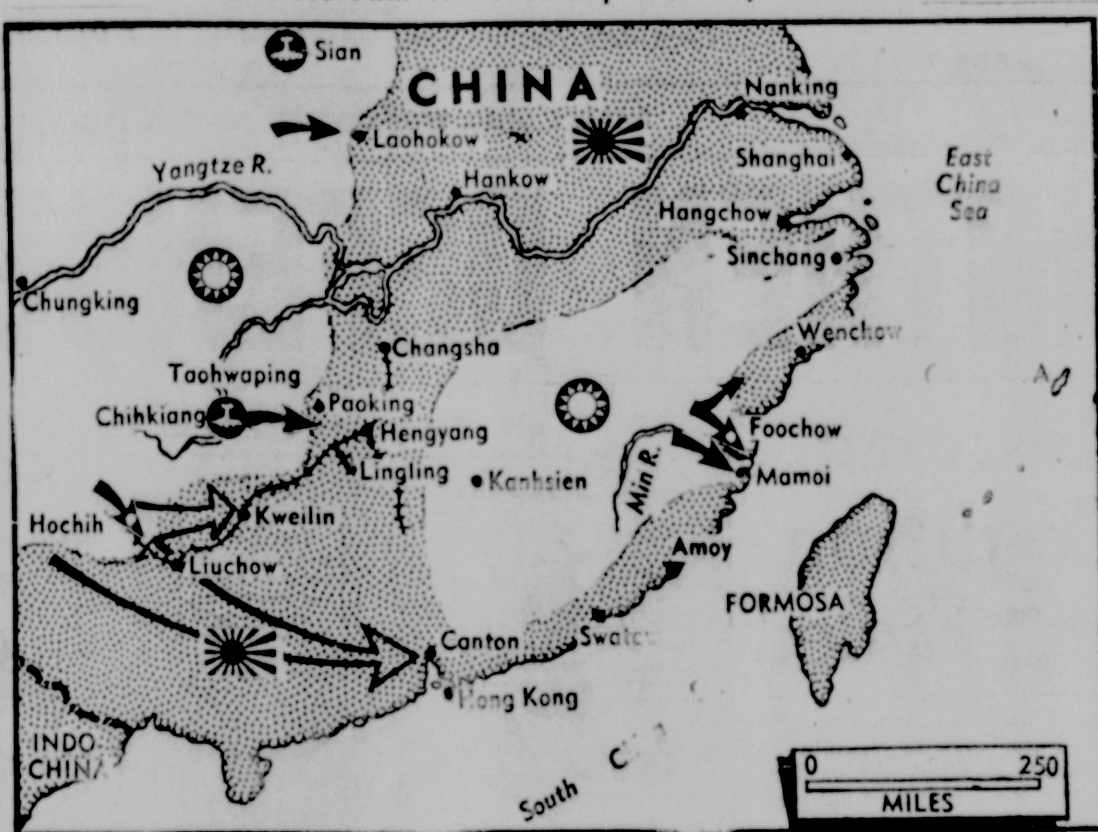 Sian
CHINA
Nanking
Laohokow
Shanghai
East
China
Sea
Yangtze R.
Hankow
Hangchow
Sinchang
Chungking
Wenchow
Changsha
Taohwaping
Paoking
Chihkiang
Hengyang
Foochow
Lingling
Mamoi
Kanhsien
Min R.
Kweilin
Hochih
Liuchow
Amoy
FORMOSA
Canton
Swatow
Hong Kong
INDO
CHINA
South
0 250
MILES